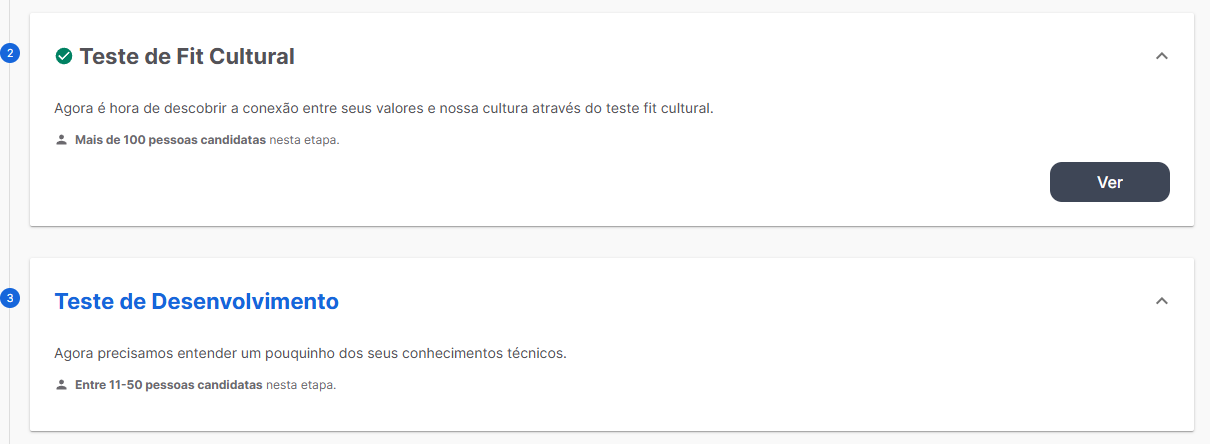 2
Teste de Fit Cultural
Agora é hora de descobrir a conexão entre seus valores e nossa cultura através do teste fit cultural.
Mais de 100 pessoas candidatas nesta etapa.
Ver
3
Teste de Desenvolvimento
Agora precisamos entender um pouquinho dos seus conhecimentos técnicos.
Entre 11-50 pessoas candidatas nesta etapa.